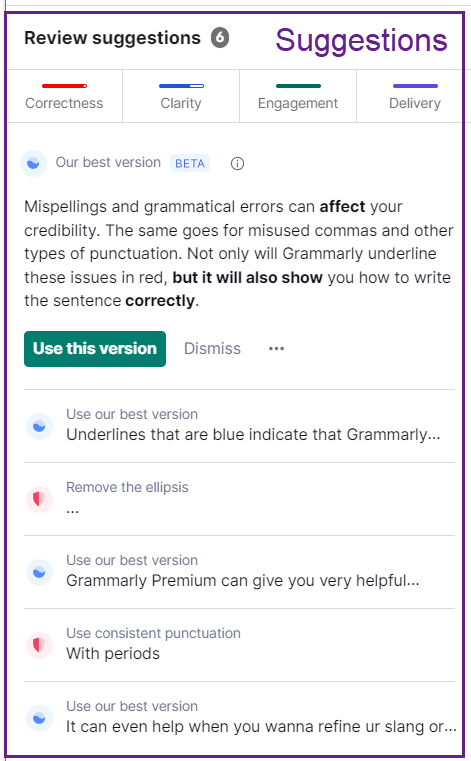 Review suggestions 6 Suggestions
Correctness Clarity Engagement Delivery
Our best version BETA
Mispellings and grammatical errors can affect your
credibility. The same goes for misused commas and other
types of punctuation. Not only will Grammarly underline
these issues in red, but it will also show you how to write
the sentence correctly.
Use this version Dismiss ...
Use our best version
Underlines that are blue indicate that Grammarly...
Remove the ellipsis
...
Use our best version
Grammarly Premium can give you very helpful...
Use consistent punctuation
With periods
Use our best version
It can even help when you wanna refine ur slang or...